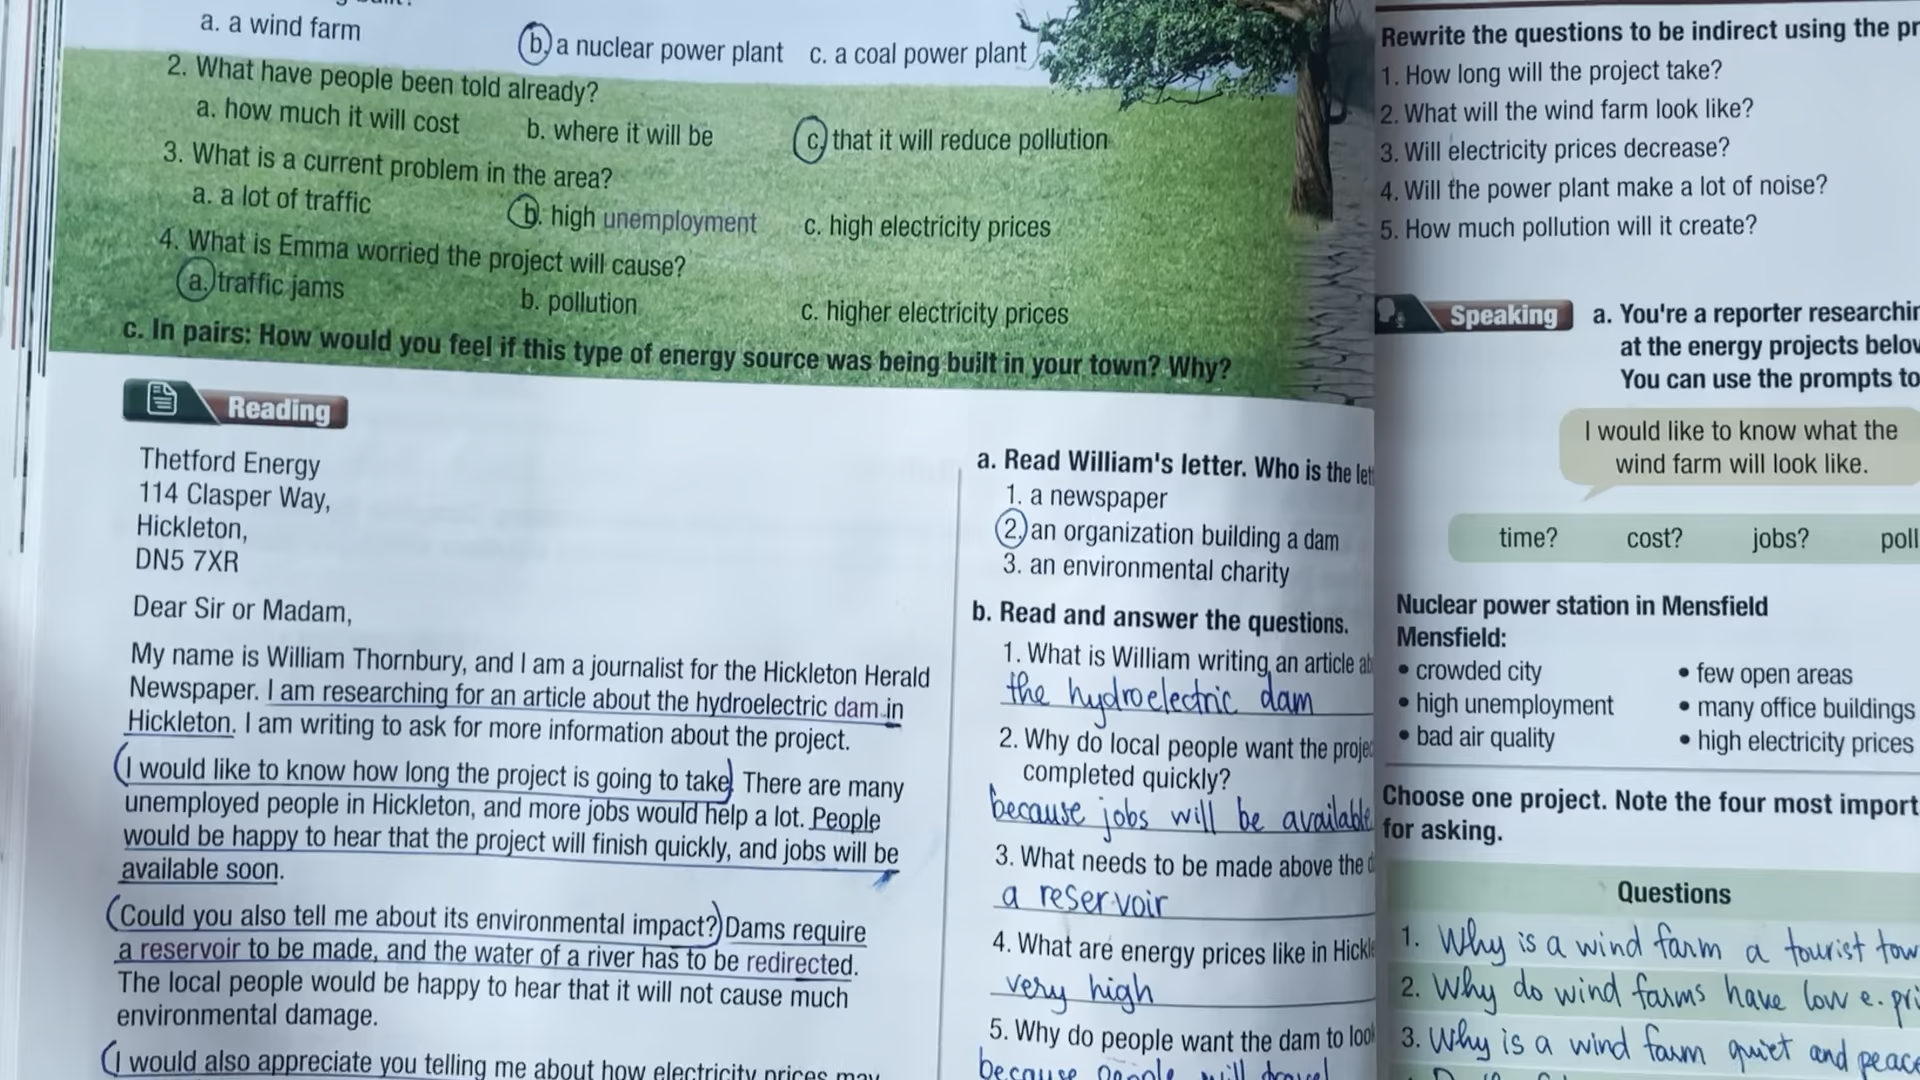 a. a wind farm
b. a nuclear power plant
c. a coal power plant
2. What have people been told already?
a. how much it will cost
b. where it will be
c. that it will reduce pollution
3. What is a current problem in the area?
a. a lot of traffic
b. high unemployment
c. high electricity prices
4. What is Emma worried the project will cause?
a. traffic jams
b. pollution
c. higher electricity prices
c. In pairs: How would you feel if this type of energy source was being built in your town? Why?
Reading
Thetford Energy
114 Clasper Way,
Hickleton,
DN5 7XR
Dear Sir or Madam,
My name is William Thornbury, and I am a journalist for the Hickleton Herald
Newspaper. I am researching for an article about the hydroelectric dam in
Hickleton. I am writing to ask for more information about the project.
I would like to know how long the project is going to take. There are many
unemployed people in Hickleton, and more jobs would help a lot. People
would be happy to hear that the project will finish quickly, and jobs will be
available soon.
Could you also tell me about its environmental impact? Dams require
a reservoir to be made, and the water of a river has to be redirected.
The local people would be happy to hear that it will not cause much
environmental damage.
I would also appreciate you telling me about how electricity prices may
a. Read William's letter. Who is the
1. a newspaper
2. an organization building a dam
3. an environmental charity
b. Read and answer the questions.
1. What is William writing an article
the hydroelectric dam
2. Why do local people want the
completed quickly?
because jobs will be available
3. What needs to be made above the
a reservoir
4. What are energy prices like in
very high
5. Why do people want the dam to
because people will travel
Rewrite the questions to be indirect using the
1. How long will the project take?
2. What will the wind farm look like?
3. Will electricity prices decrease?
4. Will the power plant make a lot of noise?
5. How much pollution will it create?
Speaking
a. You're a reporter
at the energy projects
You can use the prompts to
I would like to know what the
wind farm will look like.
time? cost? jobs?
Nuclear power station in Mensfield
Mensfield:
• crowded city
• high unemployment
• bad air quality
• few open areas
• many office buildings
• high electricity prices
Choose one project. Note the four most
for asking.
Questions
1. Why is a wind farm a tourist
2. Why do wind farms have low e.
3. Why is a wind farm quiet and